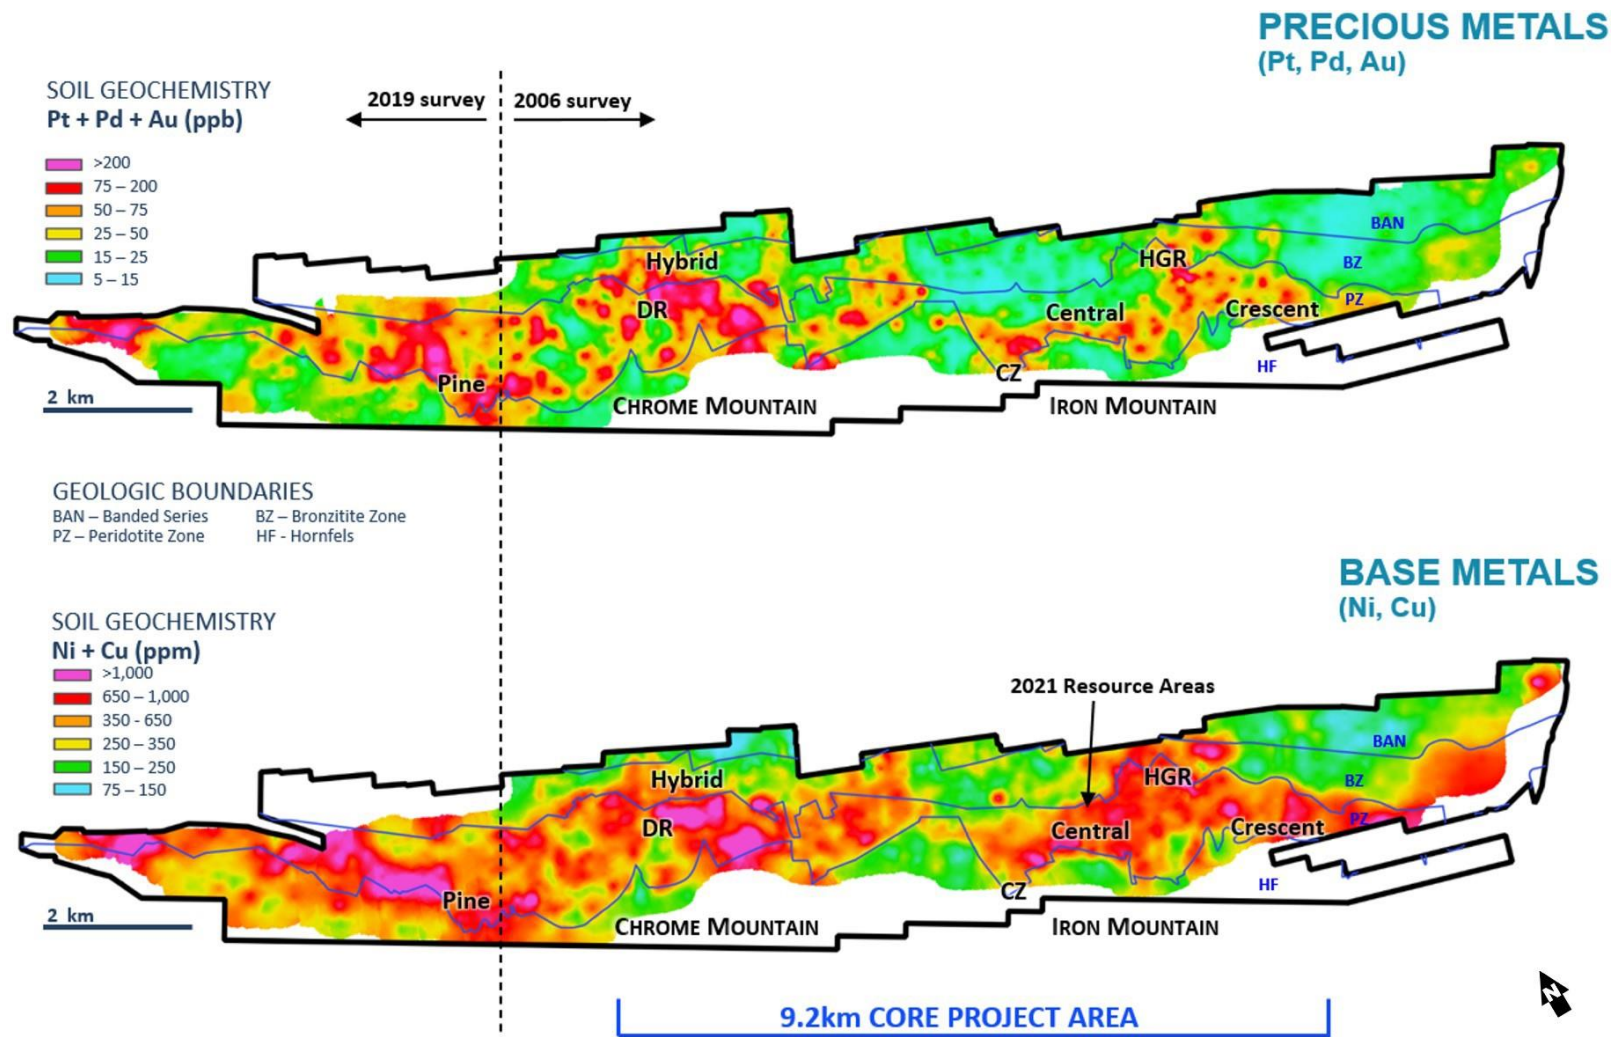 PRECIOUS METALS
(Pt, Pd, Au)
SOIL GEOCHEMISTRY
Pt + Pd + Au (ppb)
>200
75 – 200
50 – 75
25 – 50
15 – 25
5 – 15
2019 survey
2006 survey
BAN
Hybrid
HGR
BZ
DR
PZ
Central
Crescent
HF
CZ
Pine
2 km
CHROME MOUNTAIN
IRON MOUNTAIN
GEOLOGIC BOUNDARIES
BAN – Banded Series
BZ – Bronzitite Zone
PZ – Peridotite Zone
HF - Hornfels
BASE METALS
(Ni, Cu)
SOIL GEOCHEMISTRY
Ni + Cu (ppm)
>1,000
650 – 1,000
350 - 650
250 – 350
150 – 250
75 – 150
2021 Resource Areas
BAN
Hybrid
HGR
BZ
DR
PZ
Central
Crescent
HF
CZ
Pine
2 km
CHROME MOUNTAIN
IRON MOUNTAIN
N
9.2km CORE PROJECT AREA